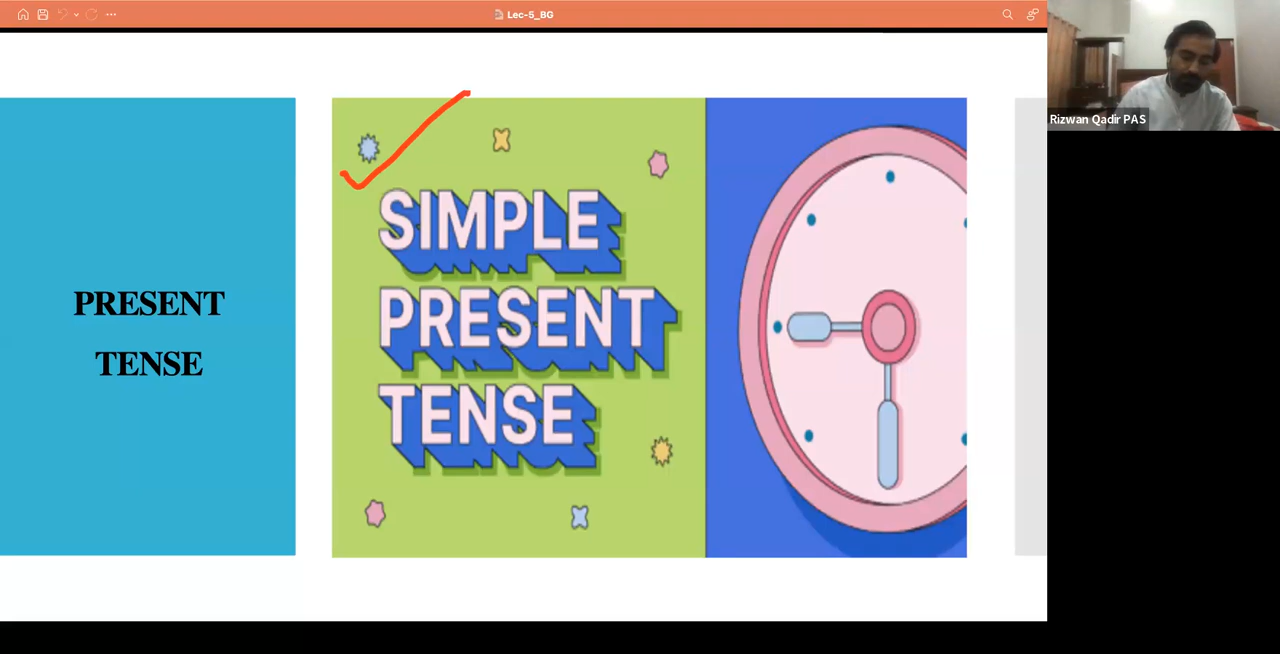 Lec-5_BG
Rizwan Qadir PAS
PRESENT
TENSE
SIMPLE
PRESENT
TENSE